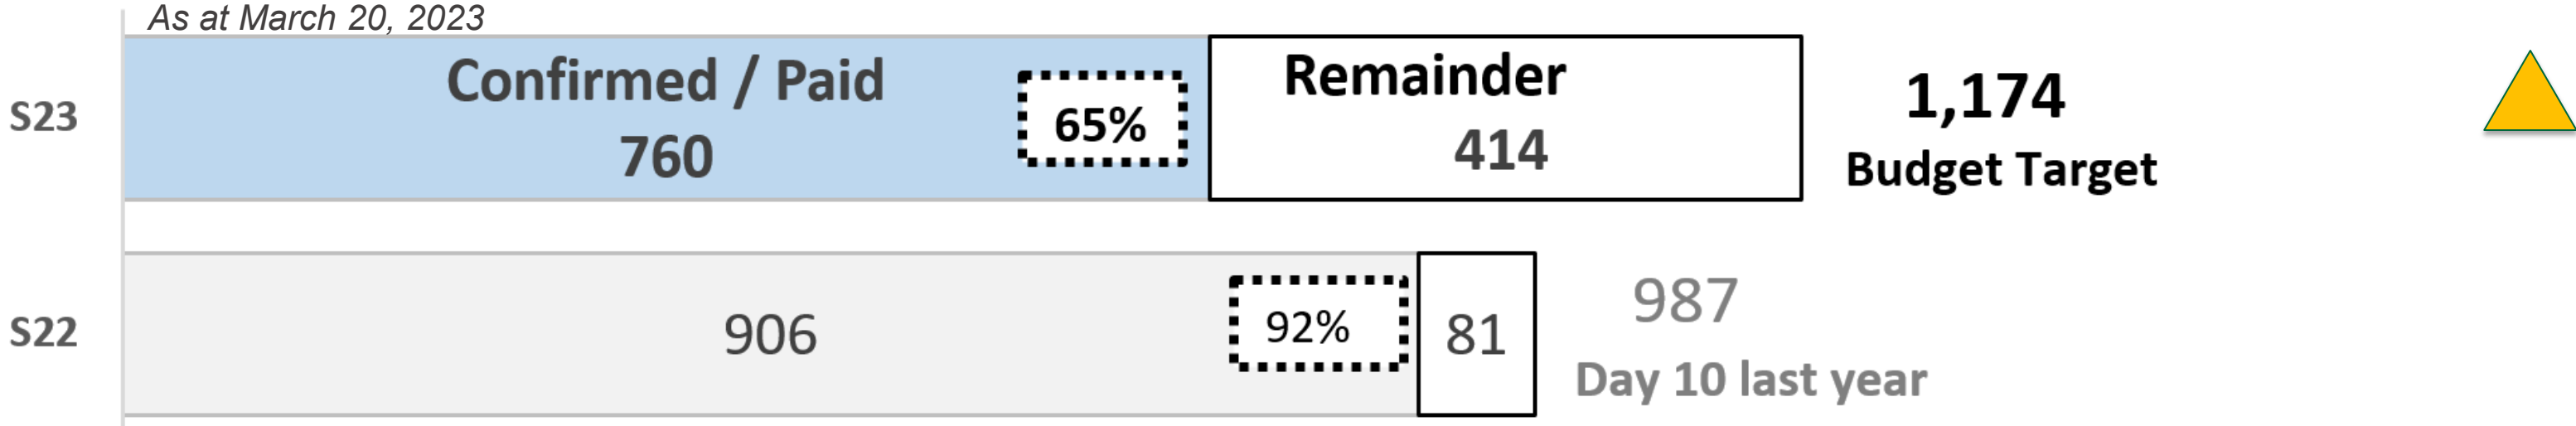 As at March 20, 2023
S23
Confirmed / Paid
760
65%
Remainder
414
1,174
Budget Target
S22
906
92%
81
987
Day 10 last year